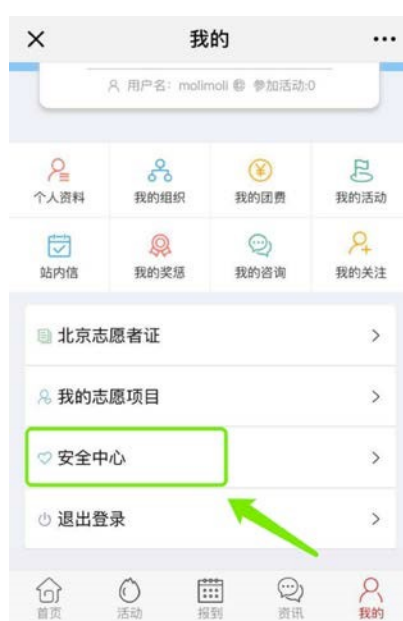 我的
用户名: molimoli 参加活动:0
个人资料 我的组织 我的团费 我的活动
站内信 我的奖惩 我的咨询 我的关注
北京志愿者证
我的志愿项目
安全中心
退出登录
首页 活动 报到 资讯 我的